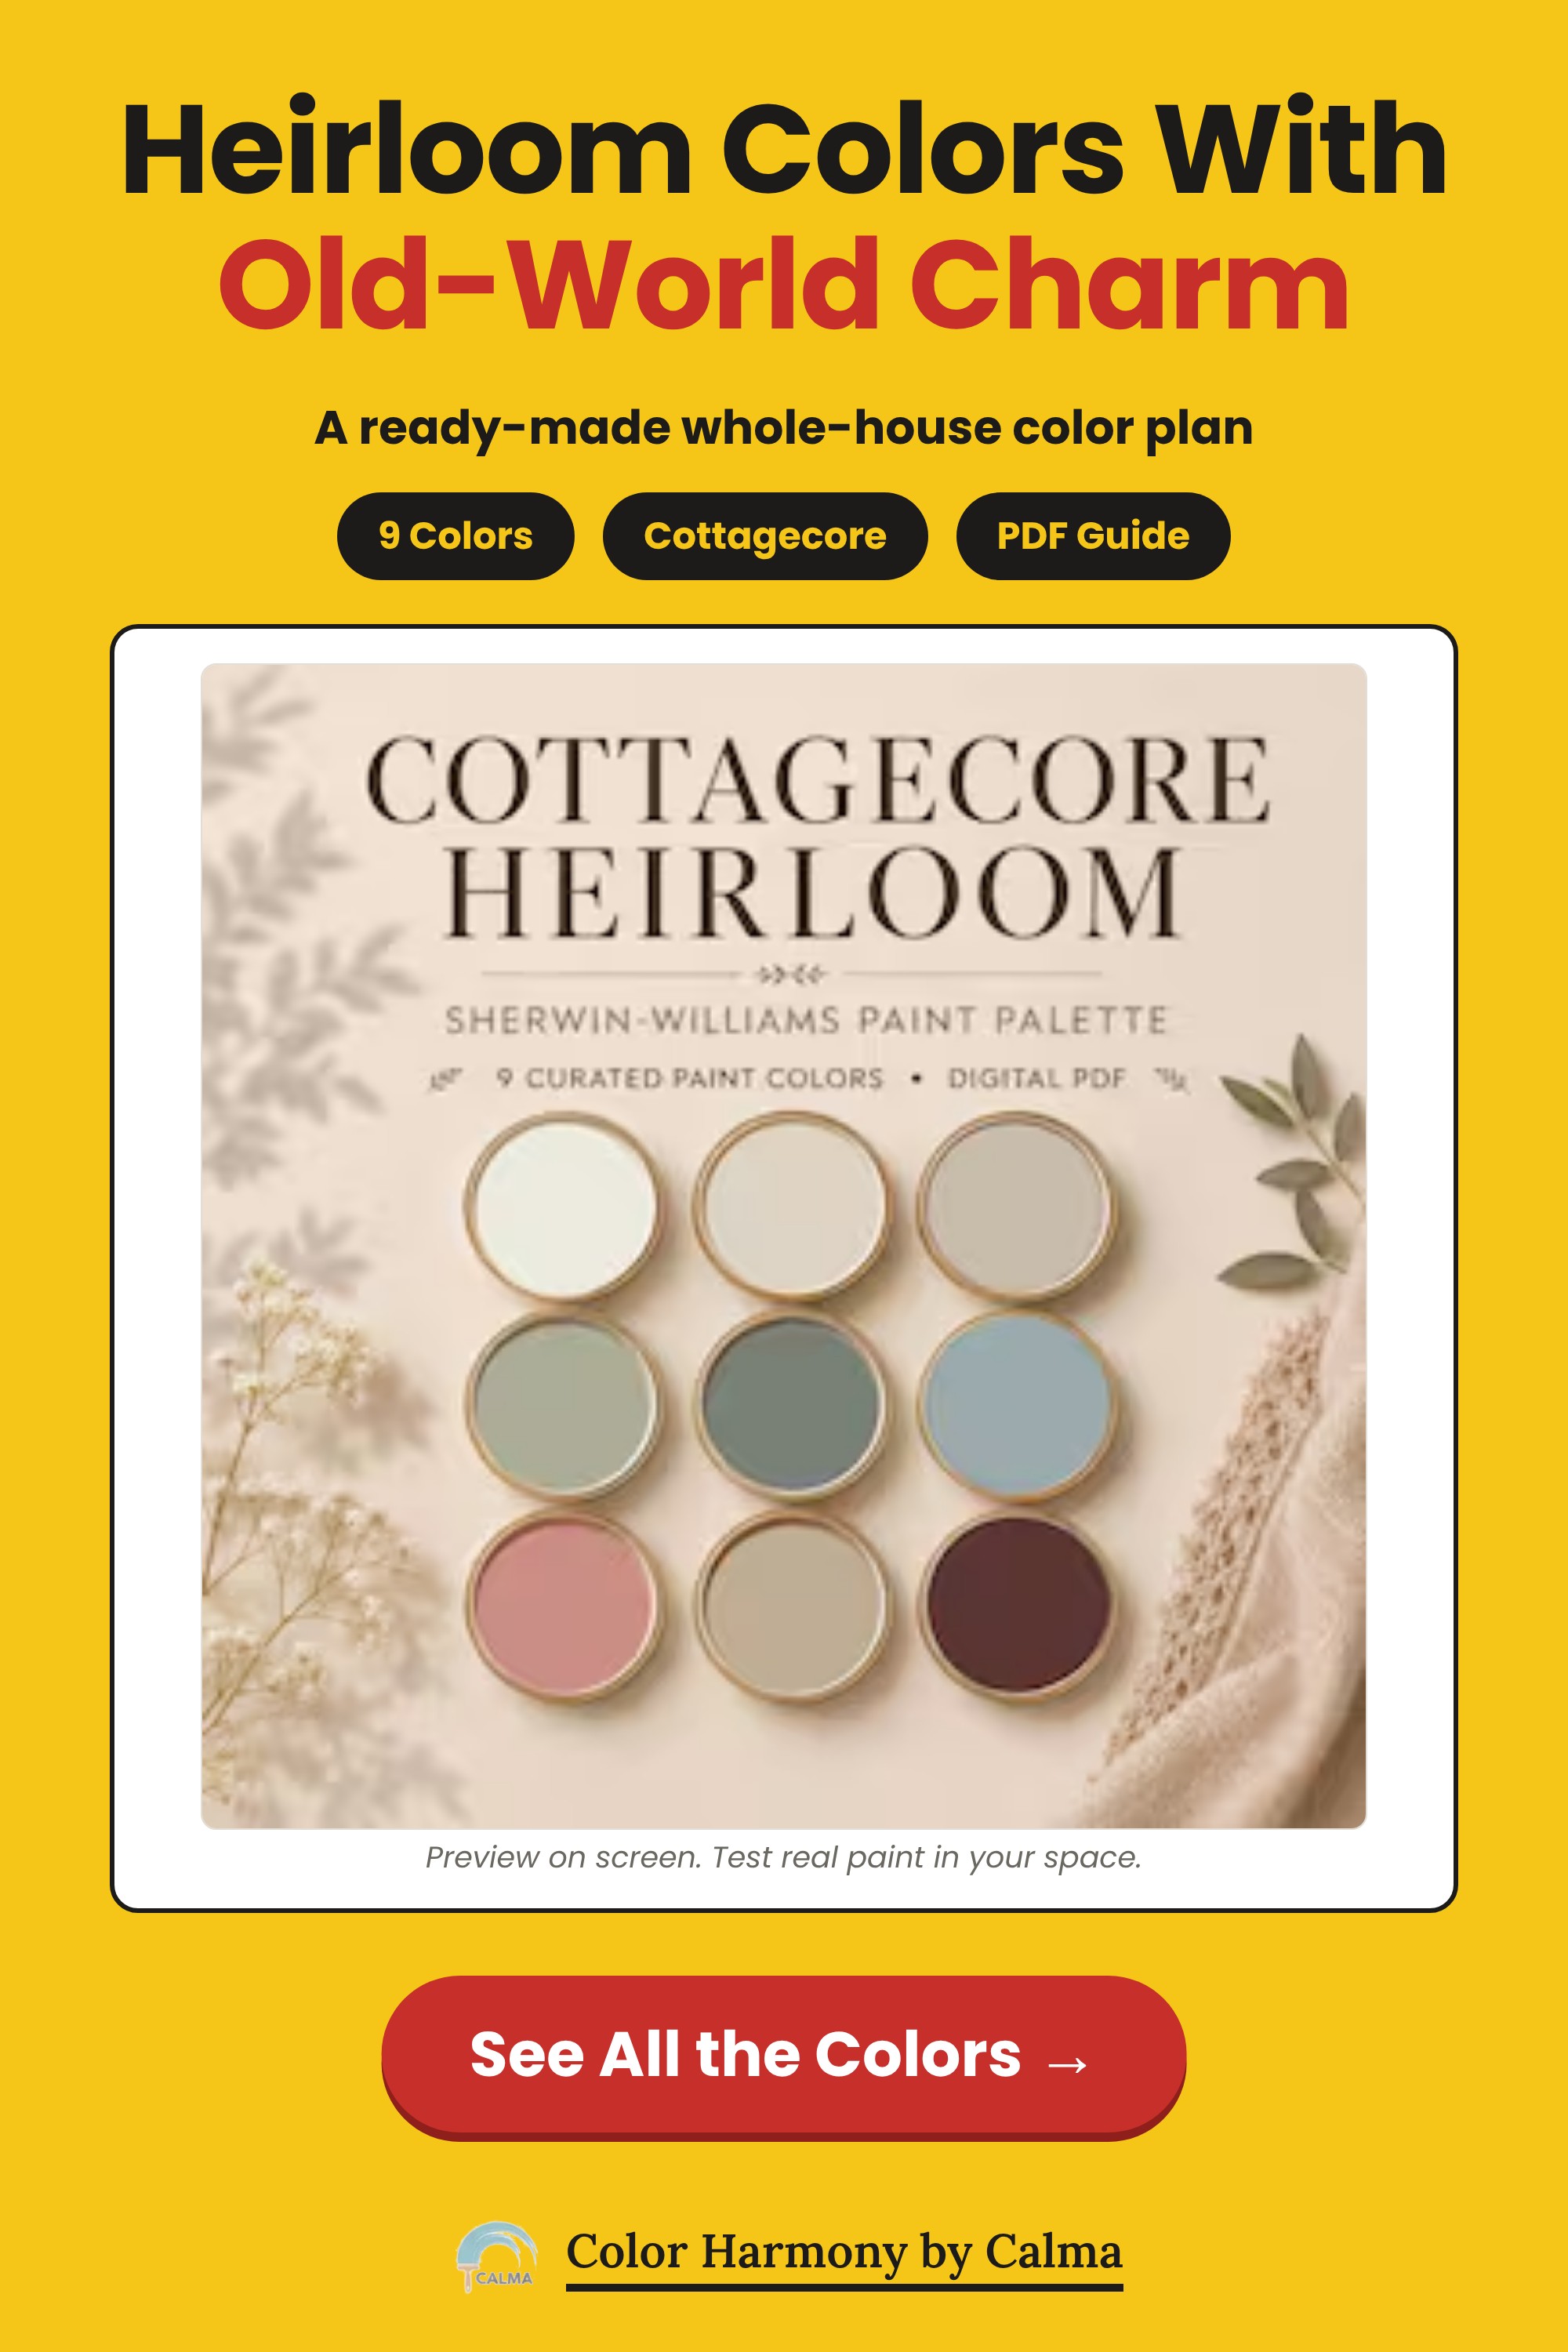 Heirloom Colors With
Old-World Charm
A ready-made whole-house color plan
9 Colors
Cottagecore
PDF Guide
COTTAGECORE
HEIRLOOM
SHERWIN-WILLIAMS PAINT PALETTE
9 CURATED PAINT COLORS • DIGITAL PDF
Preview on screen. Test real paint in your space.
See All the Colors →
CALMA
Color Harmony by Calma